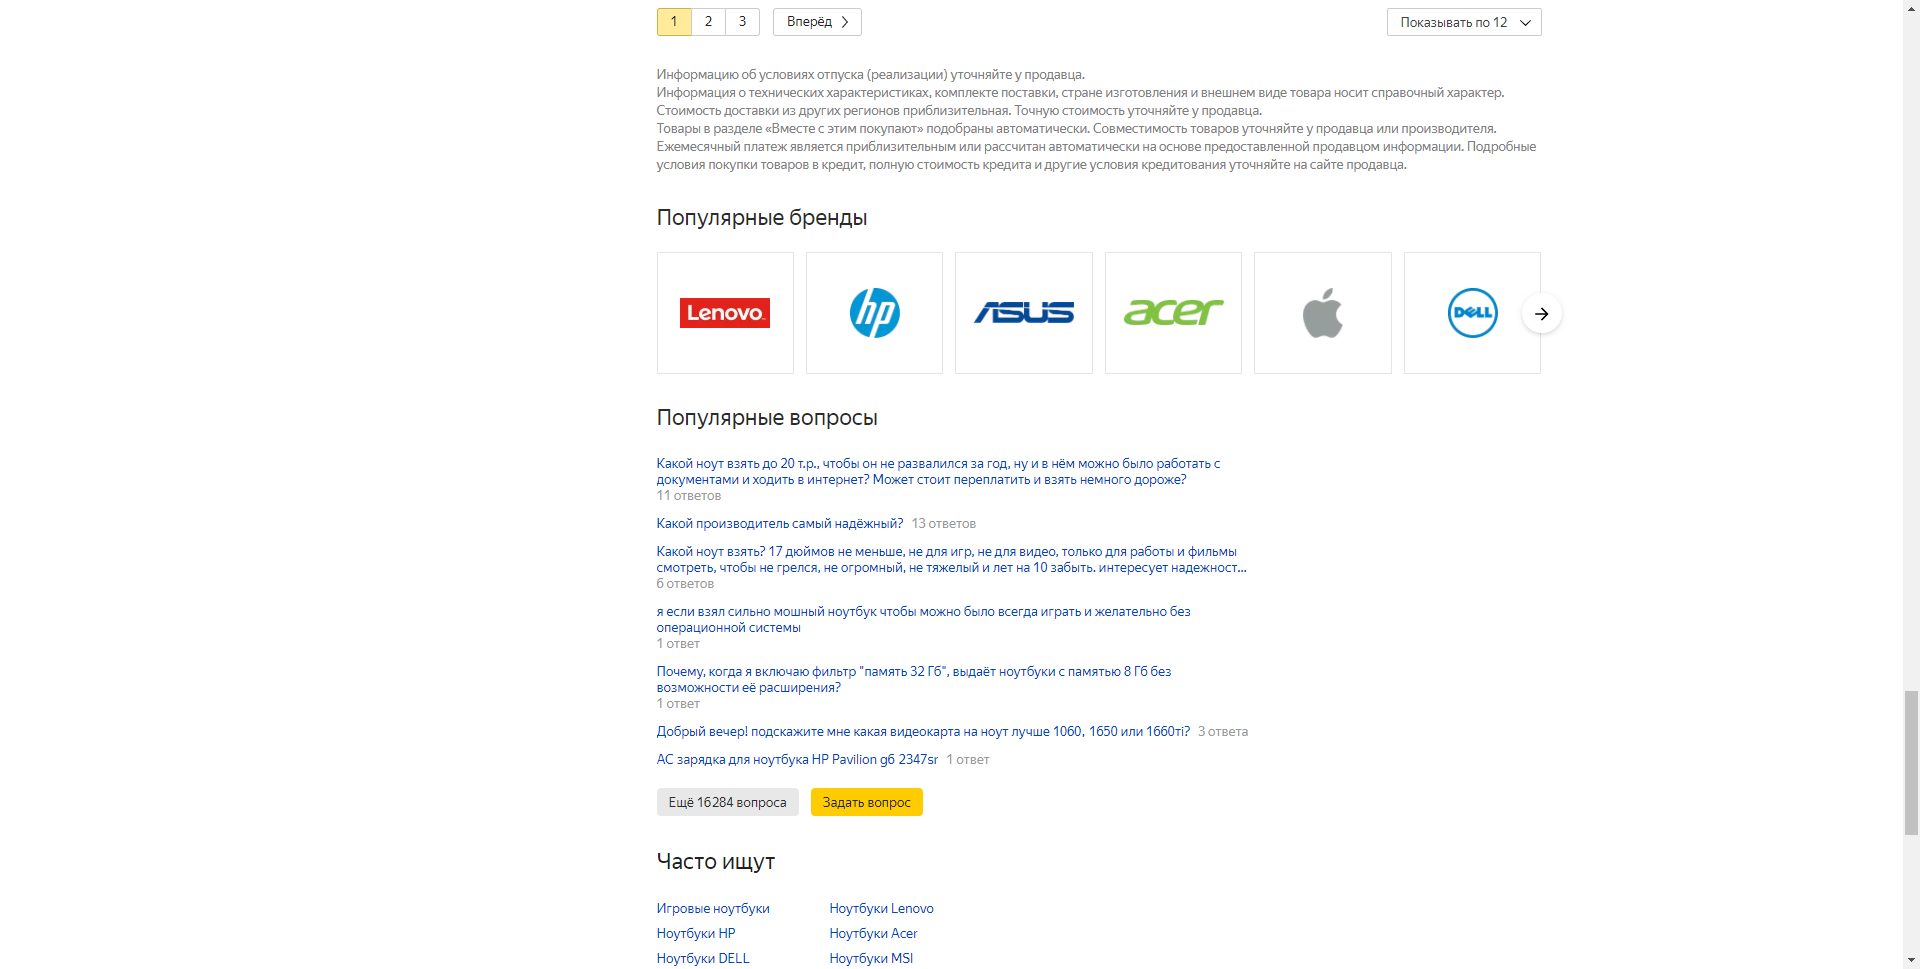 1 2 3 Вперёд
Показывать по 12
Информацию об условиях отпуска (реализации) уточняйте у продавца.
Информация о технических характеристиках, комплекте поставки, стране изготовления и внешнем виде товара носит справочный характер.
Стоимость доставки из других регионов приблизительная. Точную стоимость уточняйте у продавца.
Товары в разделе «Вместе с этим покупают» подобраны автоматически. Совместимость товаров уточняйте у продавца или производителя.
Ежемесячный платеж является приблизительным или рассчитан автоматически на основе предоставленной продавцом информации. Подробные
условия покупки товаров в кредит, полную стоимость кредита и другие условия кредитования уточняйте на сайте продавца.
Популярные бренды
Lenovo hp ASUS acer DELL
Популярные вопросы
Какой ноут взять до 20 т.р., чтобы он не развалился за год, ну и в нём можно было работать с
документами и ходить в интернет? Может стоит переплатить и взять немного дороже?
11 ответов
Какой производитель самый надёжный? 13 ответов
Какой ноут взять? 17 дюймов не меньше, не для игр, не для видео, только для работы и фильмы
смотреть, чтобы не грелся, не огромный, не тяжелый и лет на 10 забыть. интересует надежност...
6 ответов
я если взял сильно мошный ноутбук чтобы можно было всегда играть и желательно без
операционной системы
1 ответ
Почему, когда я включаю фильтр "память 32 Гб", выдаёт ноутбуки с памятью 8 Гб без
возможности её расширения?
1 ответ
Добрый вечер! подскажите мне какая видеокарта на ноут лучше 1060, 1650 или 1660ті? 3 ответа
АС зарядка для ноутбука HP Pavilion g6 2347sr 1 ответ
Ещё 16284 вопроса
Задать вопрос
Часто ищут
Игровые ноутбуки Ноутбуки Lenovo
Ноутбуки HP Ноутбуки Acer
Ноутбуки DELL Ноутбуки MSI